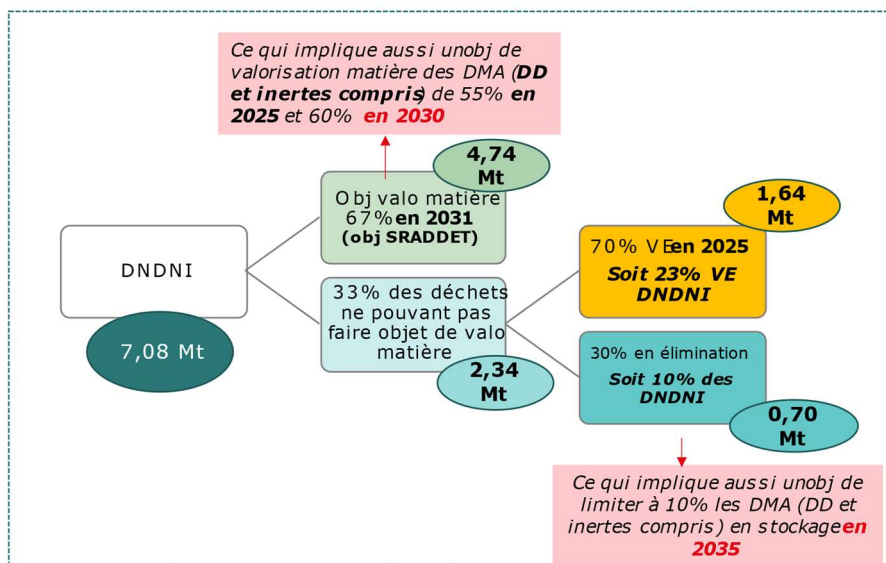 Ce qui implique aussi unobj de
valorisation matière des DMA (DD
et inertes compris) de 55% en
2025 et 60% en 2030
4,74
Mt
Obj valo matière
67%en 2031
(obj SRADDET)
1,64
Mt
70% VEen 2025
Soit 23% VE
DNDNI
DNDNI
7,08 Mt
33% des déchets
ne pouvant pas
faire objet de valo
matière
2,34
Mt
30% en élimination
Soit 10% des
DNDNI
0,70
Mt
Ce qui implique aussi unobj de
limiter à 10% les DMA (DD et
inertes compris) en stockageen
2035